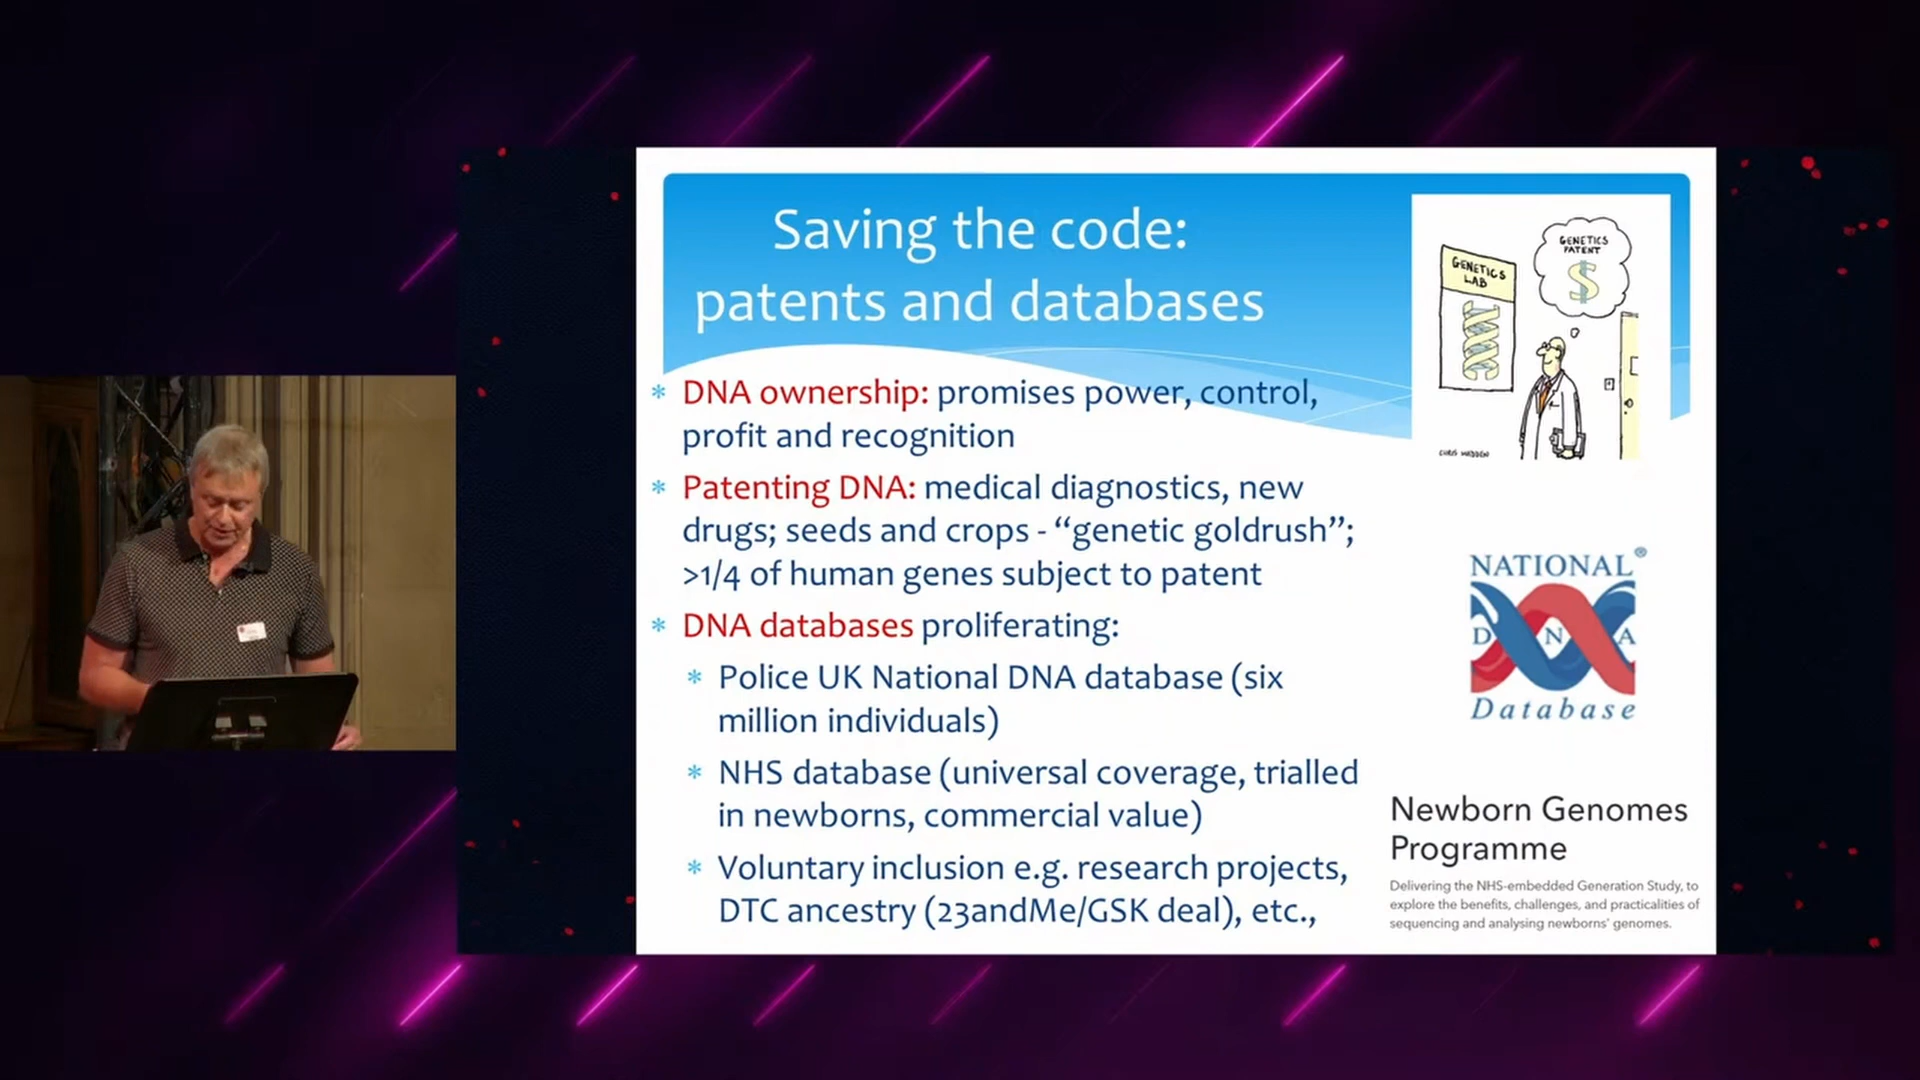 Saving the code:
patents and databases
GENETICS
LAB
GENETICS
PATENT
$
CHRIS MADDEN
* DNA ownership: promises power, control,
profit and recognition
* Patenting DNA: medical diagnostics, new
drugs; seeds and crops - “genetic goldrush”;
>1/4 of human genes subject to patent
* DNA databases proliferating:
* Police UK National DNA database (six
million individuals)
* NHS database (universal coverage, trialled
in newborns, commercial value)
* Voluntary inclusion e.g. research projects,
DTC ancestry (23andMe/GSK deal), etc.,
NATIONAL®
D N A
Database
Newborn Genomes
Programme
Delivering the NHS-embedded Generation Study, to
explore the benefits, challenges, and practicalities of
sequencing and analysing newborns' genomes.